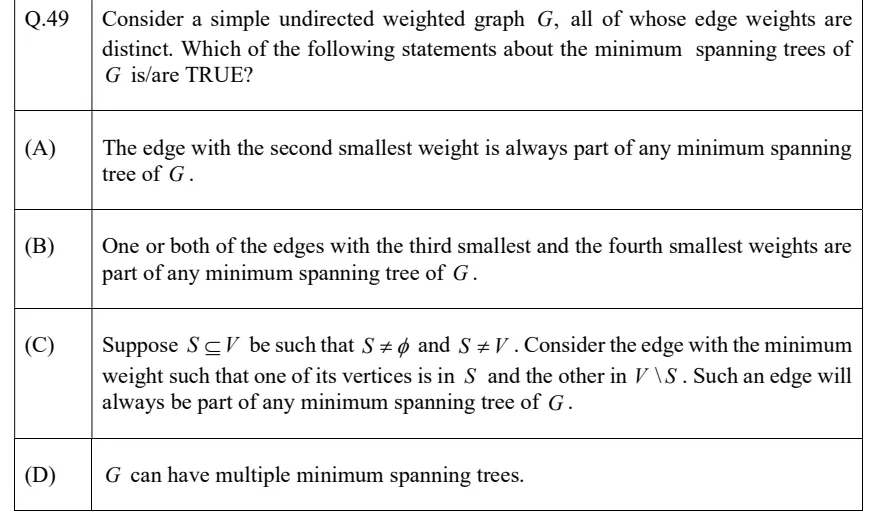 Q.49 Consider a simple undirected weighted graph G, all of whose edge weights are
distinct. Which of the following statements about the minimum spanning trees of
G is/are TRUE?
(A) The edge with the second smallest weight is always part of any minimum spanning
tree of G.
(B) One or both of the edges with the third smallest and the fourth smallest weights are
part of any minimum spanning tree of G.
(C) Suppose S ⊆ V be such that S ≠ ϕ and S ≠ V. Consider the edge with the minimum
weight such that one of its vertices is in S and the other in V \ S. Such an edge will
always be part of any minimum spanning tree of G.
(D) G can have multiple minimum spanning trees.